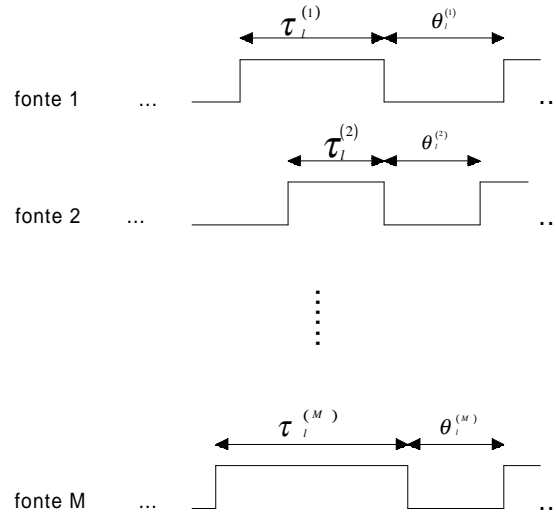 τ_l^(1) θ_l^(1)
fonte 1 ... ..
τ_l^(2) θ_l^(2)
fonte 2 ... ..
τ_l^(M) θ_l^(M)
fonte M ... ..